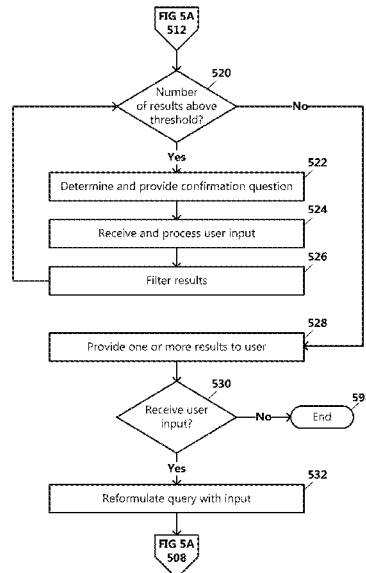 FIG 5A
512
520
Number
of results above
threshold?
No
Yes
522
Determine and provide confirmation question
524
Receive and process user input
526
Filter results
528
Provide one or more results to user
530
Receive user
input?
No
End
Yes
532
Reformulate query with input
FIG 5A
508